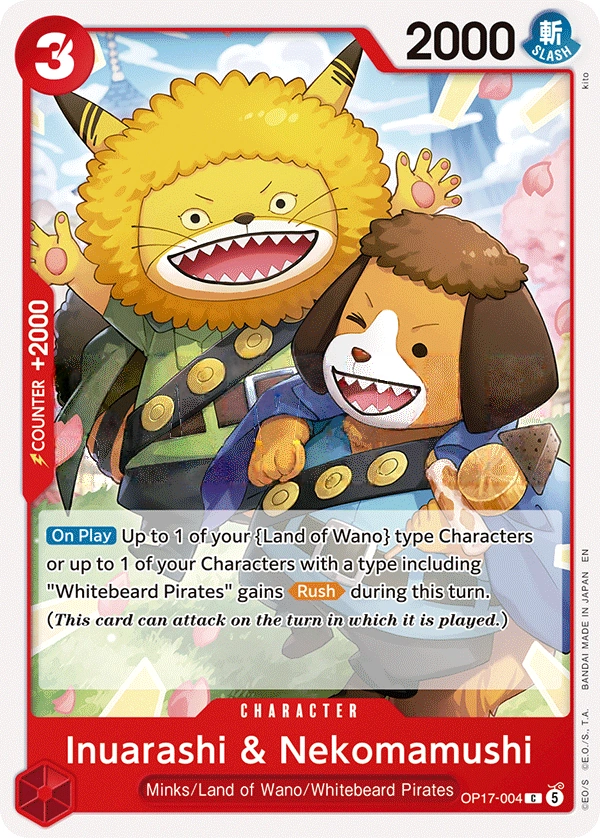 3
2000
斬
SLASH
kito
COUNTER +2000
On Play Up to 1 of your {Land of Wano} type Characters
or up to 1 of your Characters with a type including
"Whitebeard Pirates" gains Rush during this turn.
(This card can attack on the turn in which it is played.)
CHARACTER
Inuarashi & Nekomamushi
Minks/Land of Wano/Whitebeard Pirates
OP17-004 C 5
©E.O/S ©E.O./S., T.A. BANDAI MADE IN JAPAN EN